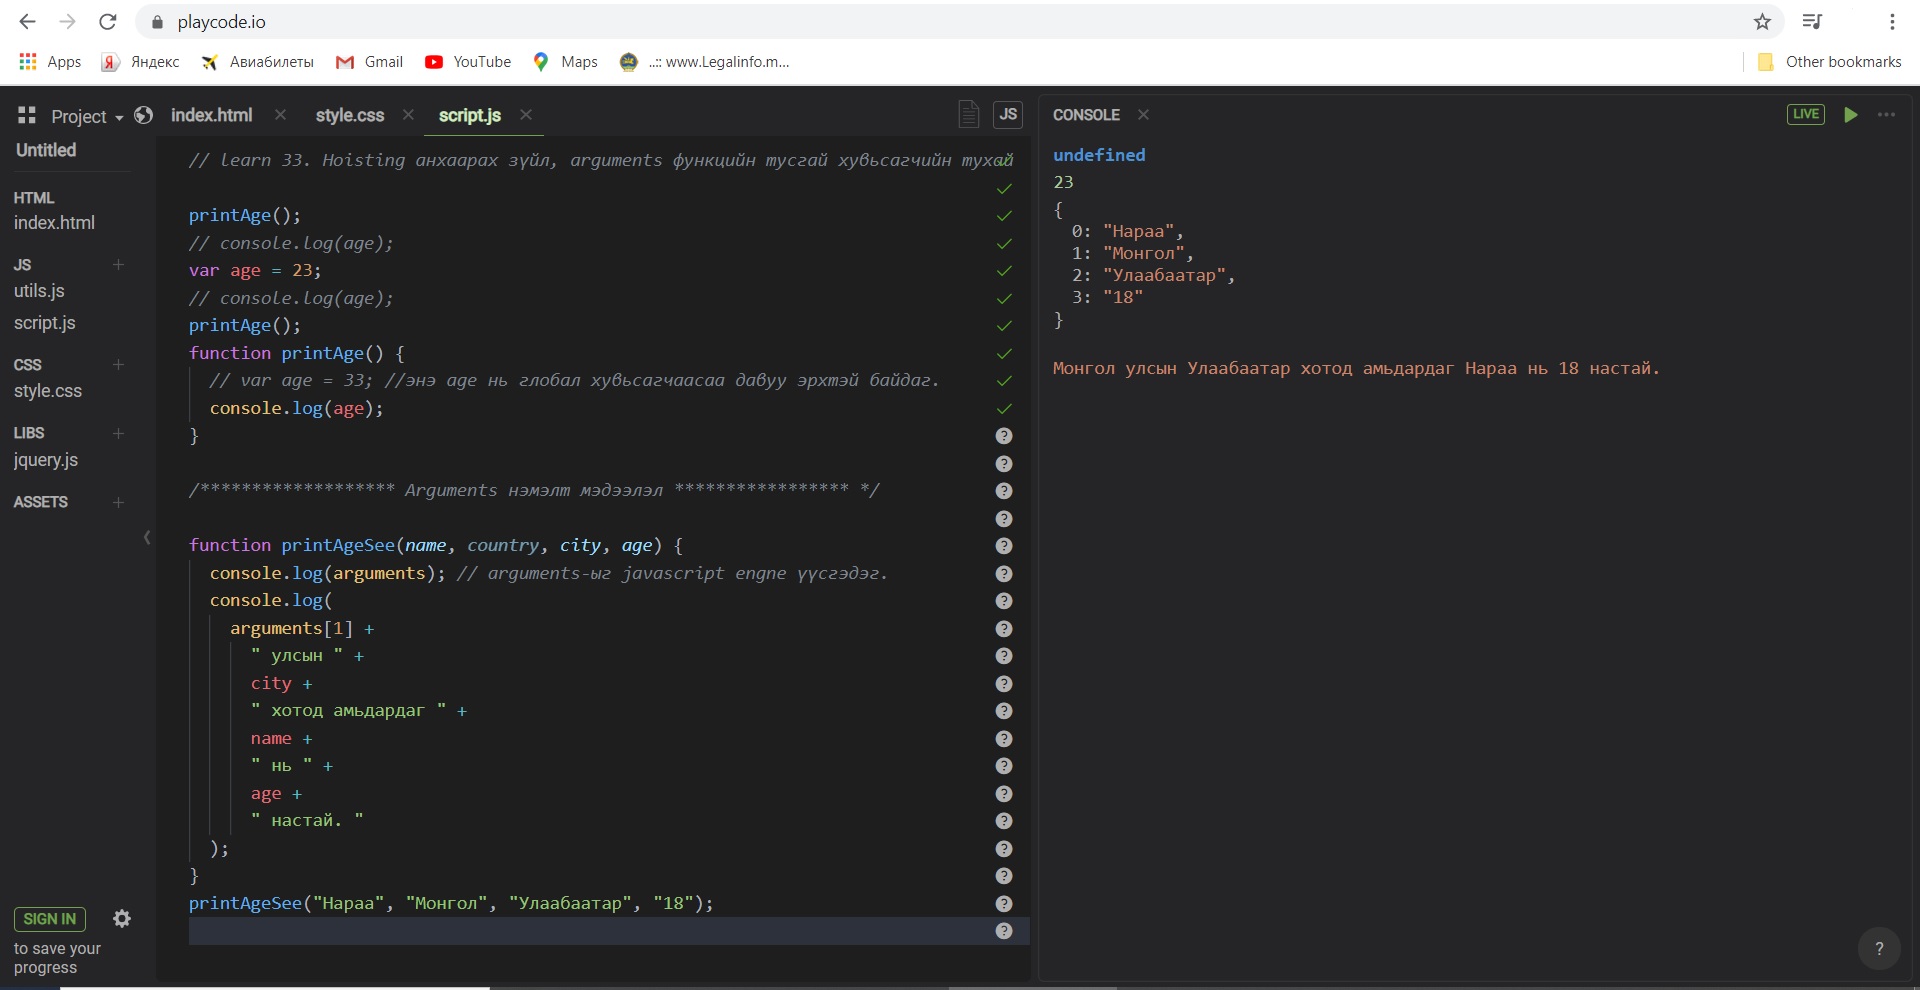 playcode.io
Apps Яндекс Авиабилеты Gmail YouTube Maps ..:: www.Legalinfo.m... Other bookmarks
Project index.html style.css script.js JS
Untitled
HTML
index.html
JS
utils.js
script.js
CSS
style.css
LIBS
jquery.js
ASSETS
SIGN IN
to save your
progress
// learn 33. Hoisting анхаарах зүйл, arguments функцийн тусгай хувьсагчийн тухай
printAge();
// console.log(age);
var age = 23;
// console.log(age);
printAge();
function printAge() {
// var age = 33; //энэ age нь глобал хувьсагчаасаа давуу эрхтэй байдаг.
console.log(age);
}
/******************* Arguments нэмэлт мэдээлэл ***************** */
function printAgeSee(name, country, city, age) {
console.log(arguments); // arguments-ыг javascript engne үүсгэдэг.
console.log(
arguments[1] +
" улсын " +
city +
" хотод амьдардаг " +
name +
" нь " +
age +
" настай. "
);
}
printAgeSee("Нараа", "Монгол", "Улаабаатар", "18");
CONSOLE LIVE
undefined
23
{
0: "Нараа",
1: "Монгол",
2: "Улаабаатар",
3: "18"
}
Монгол улсын Улаабаатар хотод амьдардаг Нараа нь 18 настай.
?